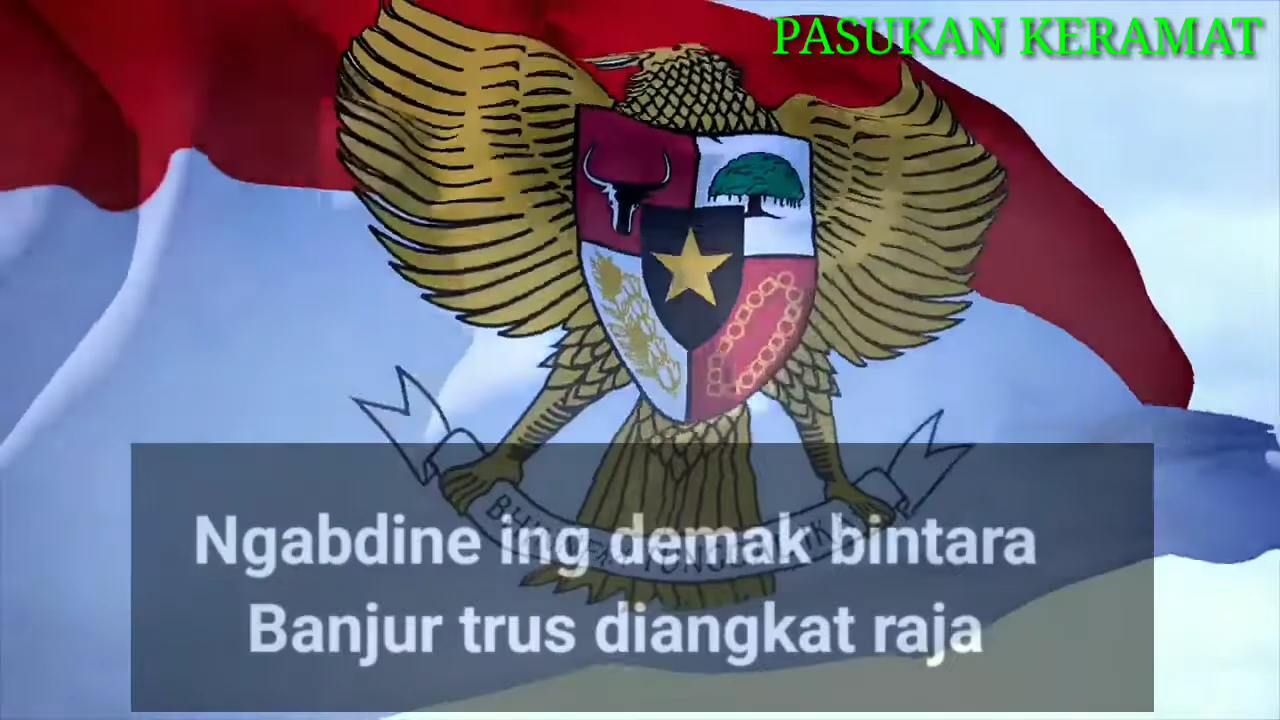 PASUKAN KERAMAT
Ngabdine ing demak bintara
Banjur trus diangkat raja